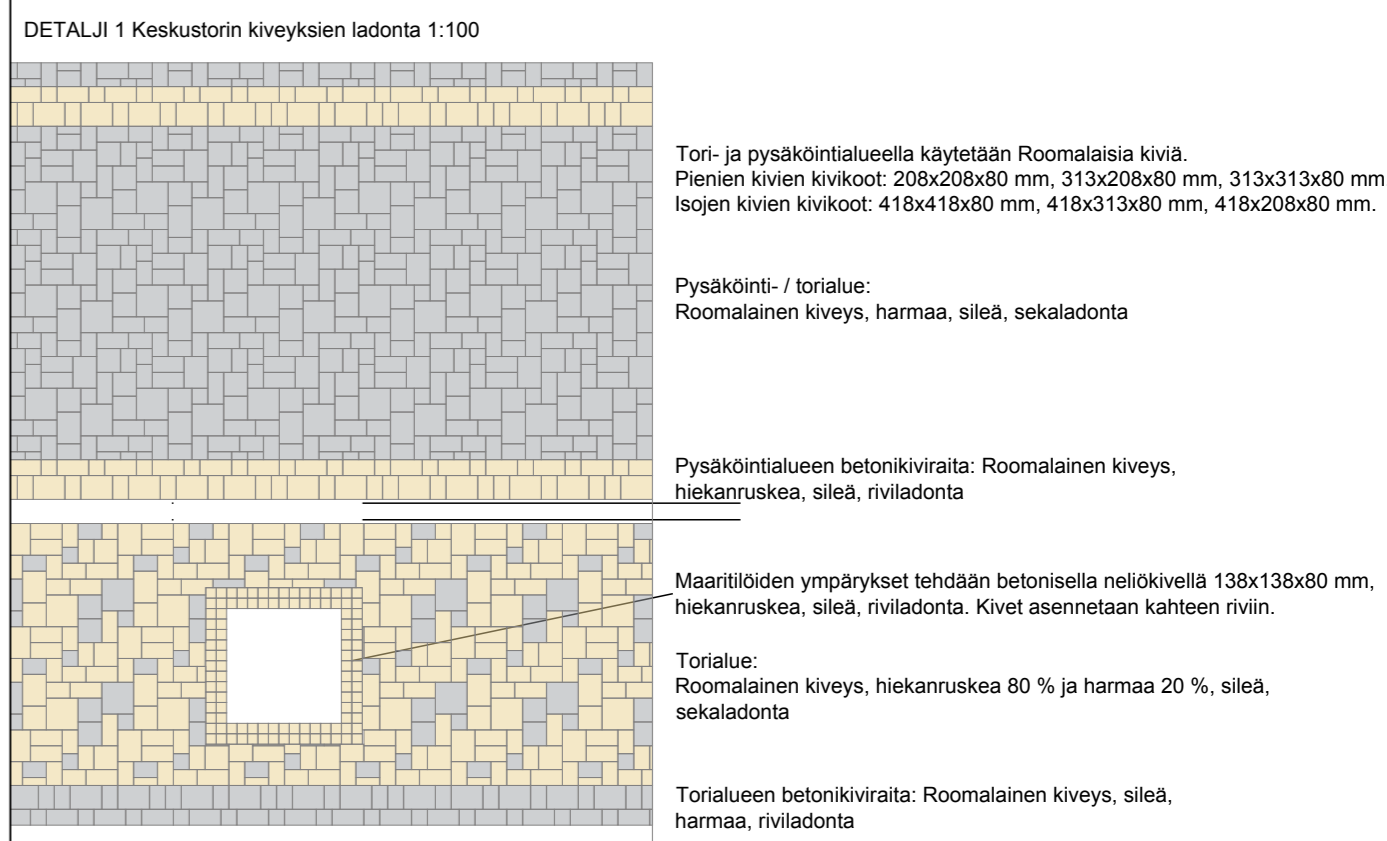 DETALJI 1 Keskustorin kiveyksien ladonta 1:100
Tori- ja pysäköintialueella käytetään Roomalaisia kiviä.
Pienien kivien kivikoot: 208x208x80 mm, 313x208x80 mm, 313x313x80 mm
Isojen kivien kivikoot: 418x418x80 mm, 418x313x80 mm, 418x208x80 mm.
Pysäköinti- / torialue:
Roomalainen kiveys, harmaa, sileä, sekaladonta
Pysäköintialueen betonikiviraita: Roomalainen kiveys,
hiekanruskea, sileä, riviladonta
Maaritilöiden ympärykset tehdään betonisella neliökivellä 138x138x80 mm,
hiekanruskea, sileä, riviladonta. Kivet asennetaan kahteen riviin.
Torialue:
Roomalainen kiveys, hiekanruskea 80 % ja harmaa 20 %, sileä,
sekaladonta
Torialueen betonikiviraita: Roomalainen kiveys, sileä,
harmaa, riviladonta